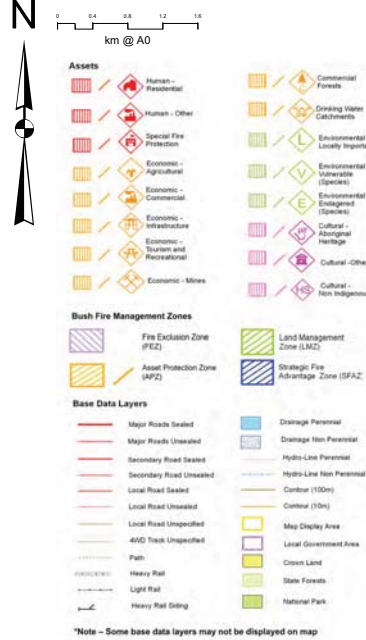 N
0 0.4 0.8 1.2 1.6
km @ A0
Assets
Human -
Residential
Human - Other
Special Fire
Protection
Economic -
Agricultural
Economic -
Commercial
Economic -
Infrastructure
Economic -
Tourism and
Recreational
Economic - Mines
Commercial
Forests
Drinking Water
Catchments
L
Environmental
Locally Importa
V
Environmental
Vulnerable
(Species)
E
Environmental
Endagered
(Species)
Cultural -
Aboriginal
Heritage
Cultural -Othe
HS
Cultural -
Non Indigenou
Bush Fire Management Zones
Fire Exclusion Zone
(FEZ)
Asset Protection Zone
(APZ)
Land Management
Zone (LMZ)
Strategic Fire
Advantage Zone (SFAZ)
Base Data Layers
Major Roads Sealed
Major Roads Unsealed
Secondary Road Sealed
Secondary Road Unsealed
Local Road Sealed
Local Road Unsealed
Local Road Unspecified
4WD Track Unspecified
Path
Heavy Rail
Light Rail
Heavy Rail Siding
Drainage Perennial
Drainage Non Perennial
Hydro-Line Perennial
Hydro-Line Non Perennial
Contour (100m)
Contour (10m)
Map Display Area
Local Government Area
Crown Land
State Forests
National Park
*Note – Some base data layers may not be displayed on map